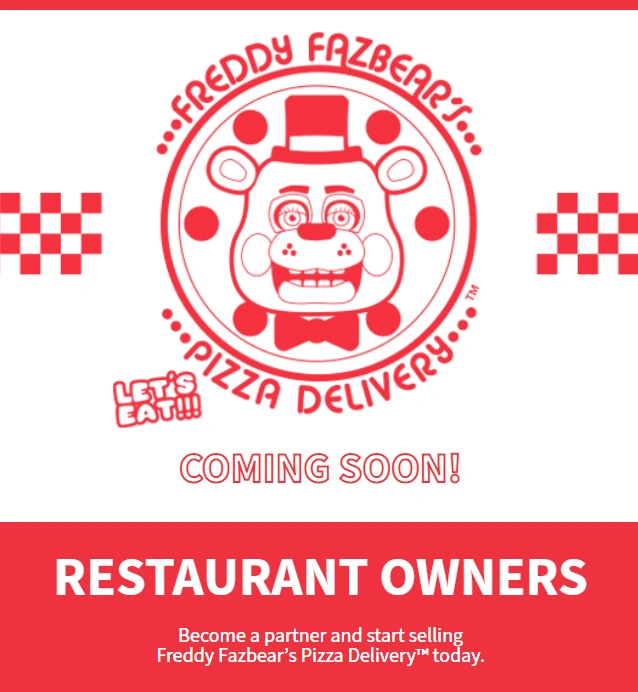 FREDDY FAZBEAR'S
PIZZA DELIVERY
TM
LET'S
EAT!!!
COMING SOON!
RESTAURANT OWNERS
Become a partner and start selling
Freddy Fazbear's Pizza Delivery™ today.